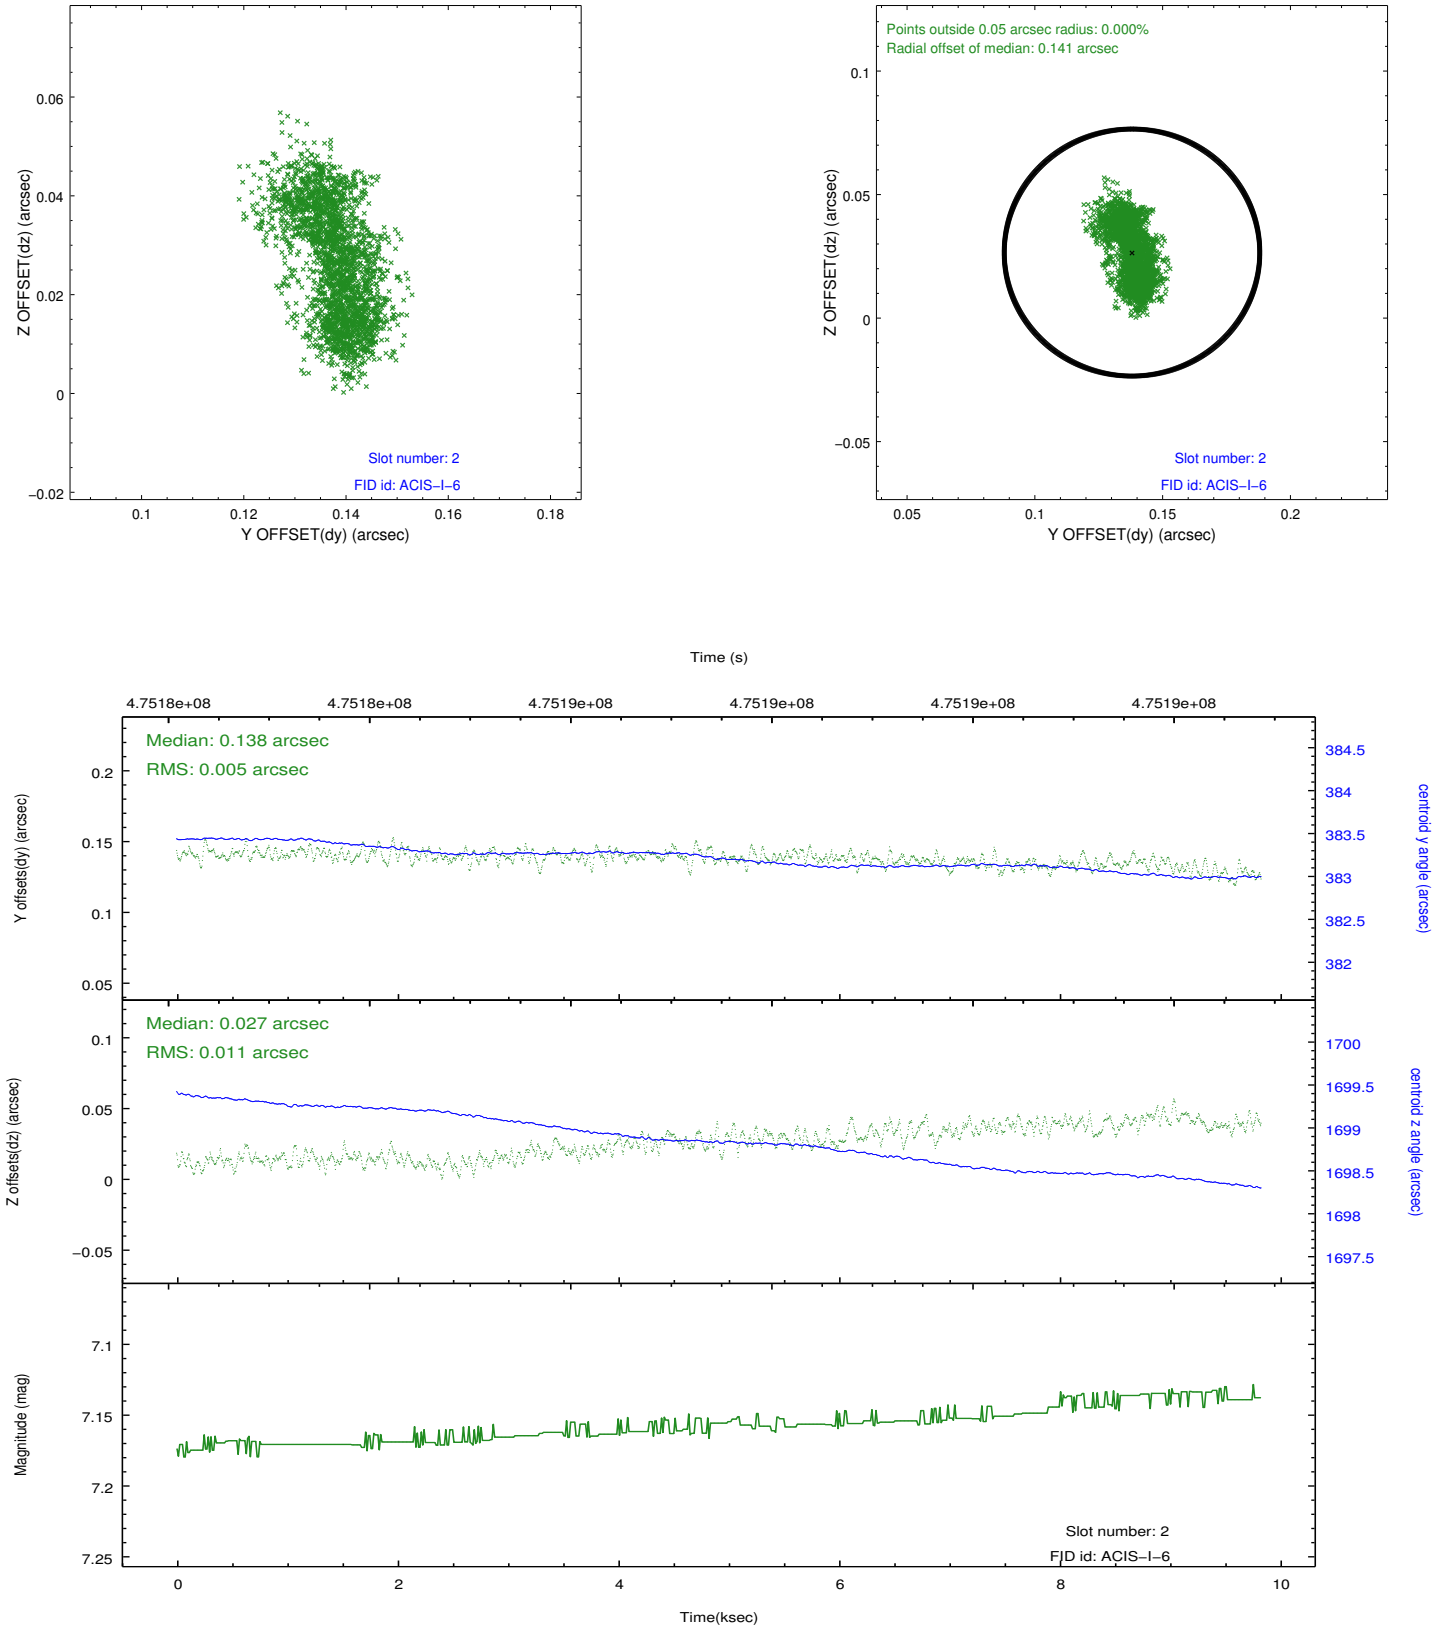 0.06
0.04
0.02
0
−0.02
Z OFFSET(dz) (arcsec)
Slot number: 2
FID id: ACIS−I−6
0.1
0.12
0.14
0.16
0.18
Y OFFSET(dy) (arcsec)
Points outside 0.05 arcsec radius: 0.000%
Radial offset of median: 0.141 arcsec
0.1
0.05
0
−0.05
Z OFFSET(dz) (arcsec)
Slot number: 2
FID id: ACIS−I−6
0.05
0.1
0.15
0.2
Y OFFSET(dy) (arcsec)
Time (s)
4.7518e+08
4.7518e+08
4.7519e+08
4.7519e+08
4.7519e+08
4.7519e+08
Median: 0.138 arcsec
RMS: 0.005 arcsec
0.2
0.15
0.1
0.05
Y offsets(dy) (arcsec)
384.5
384
383.5
383
382.5
382
centroid y angle (arcsec)
Median: 0.027 arcsec
RMS: 0.011 arcsec
0.1
0.05
0
−0.05
Z offsets(dz) (arcsec)
1700
1699.5
1699
1698.5
1698
1697.5
centroid z angle (arcsec)
7.1
7.15
7.2
7.25
Magnitude (mag)
Slot number: 2
FID id: ACIS−I−6
0
2
4
6
8
10
Time(ksec)